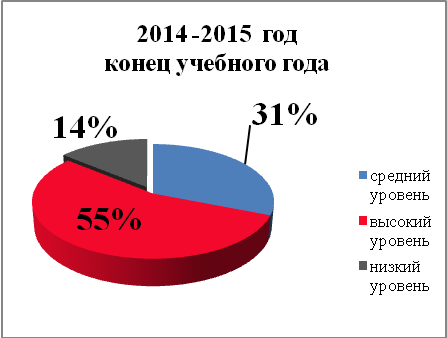 2014-2015 год
конец учебного года
14%
31%
55%
средний
уровень
высокий
уровень
низкий
уровень